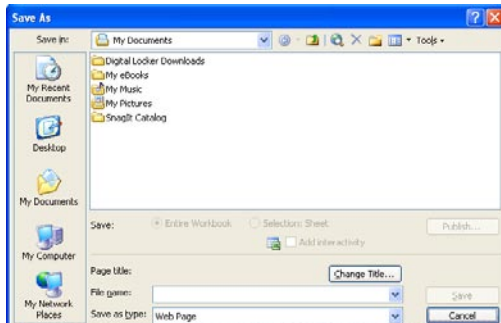 Save As
Save in:
My Documents
Tools
Digital Locker Downloads
My eBooks
My Music
My Pictures
SnagIt Catalog
My Recent
Documents
Desktop
My Documents
My Computer
My Network
Places
Save:
Entire Workbook
Selection: Sheet
Publish...
Add interactivity
Page title:
Change Title...
File name:
Save
Save as type:
Web Page
Cancel